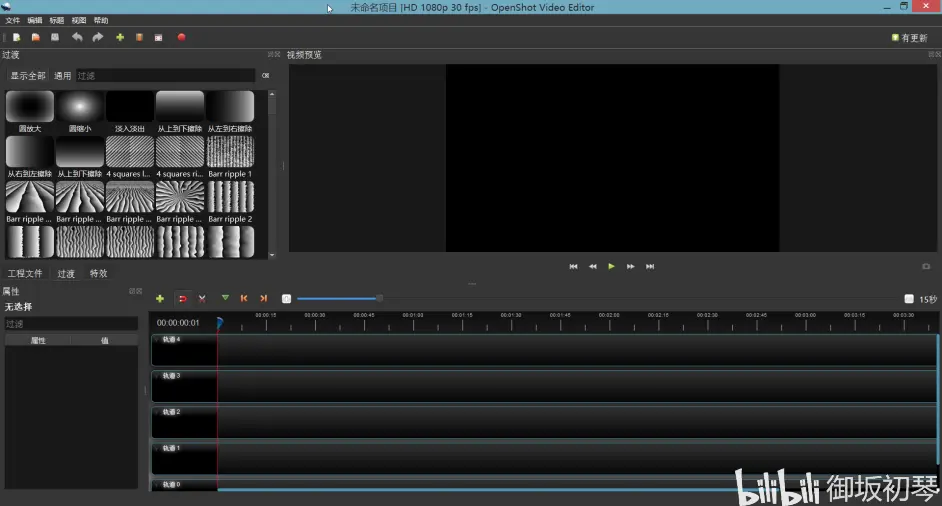 未命名项目 [HD 1080p 30 fps] - OpenShot Video Editor
文件 编辑 标题 视图 帮助
有更新
过渡
视频预览
显示全部 通用 过滤
圆放大 圆缩小 淡入淡出 从上到下擦除 从左到右擦除
从右到左擦除 从上到下擦除 4 squares l... 4 squares ri... Barr ripple 1
Barr ripple ... Barr ripple ... Barr ripple ... Barr ripple ... Barr ripple 2
工程文件 过渡 特效
属性
无选择
过滤
属性 值
15秒
00:00:00:01
00:00:15 00:00:30 00:00:45 00:01:00 00:01:15 00:01:30 00:01:45 00:02:00 00:02:15 00:02:30 00:02:45 00:03:00 00:03:15 00:03:30
轨道 4
轨道 3
轨道 2
轨道 1
轨道 0
bilibili 御坂初琴